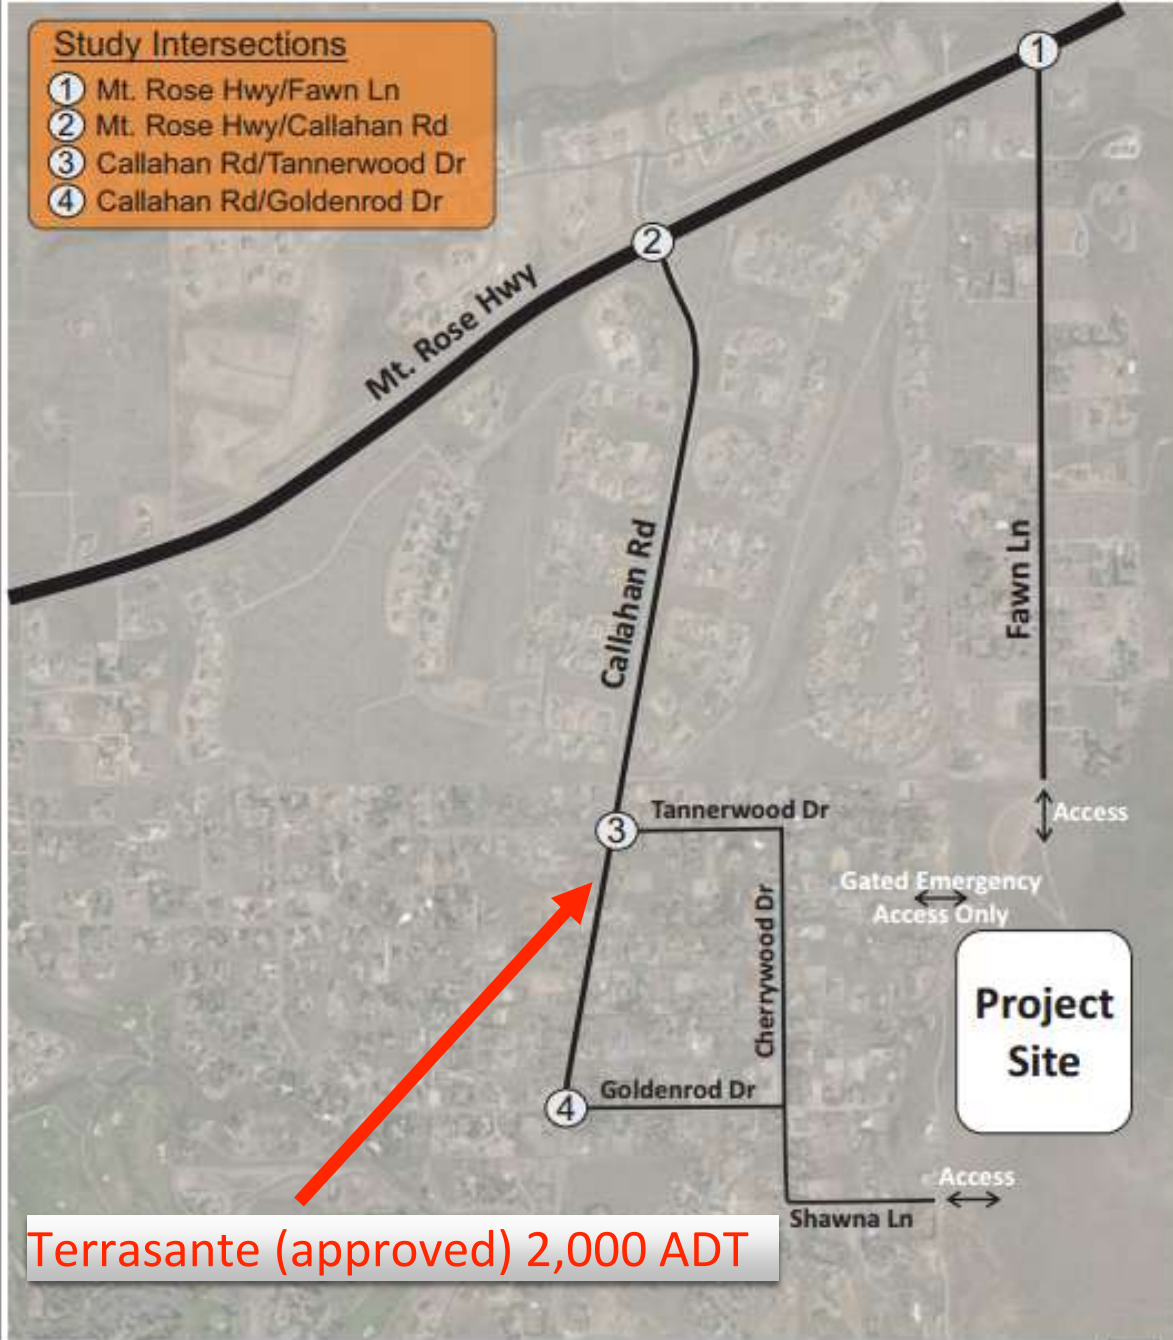 Study Intersections
1 Mt. Rose Hwy/Fawn Ln
2 Mt. Rose Hwy/Callahan Rd
3 Callahan Rd/Tannerwood Dr
4 Callahan Rd/Goldenrod Dr
1
2
Mt. Rose Hwy
Callahan Rd
Fawn Ln
Tannerwood Dr
3
Access
Gated Emergency
Access Only
Cherrywood Dr
Project
Site
Goldenrod Dr
4
Access
Shawna Ln
Terrasante (approved) 2,000 ADT